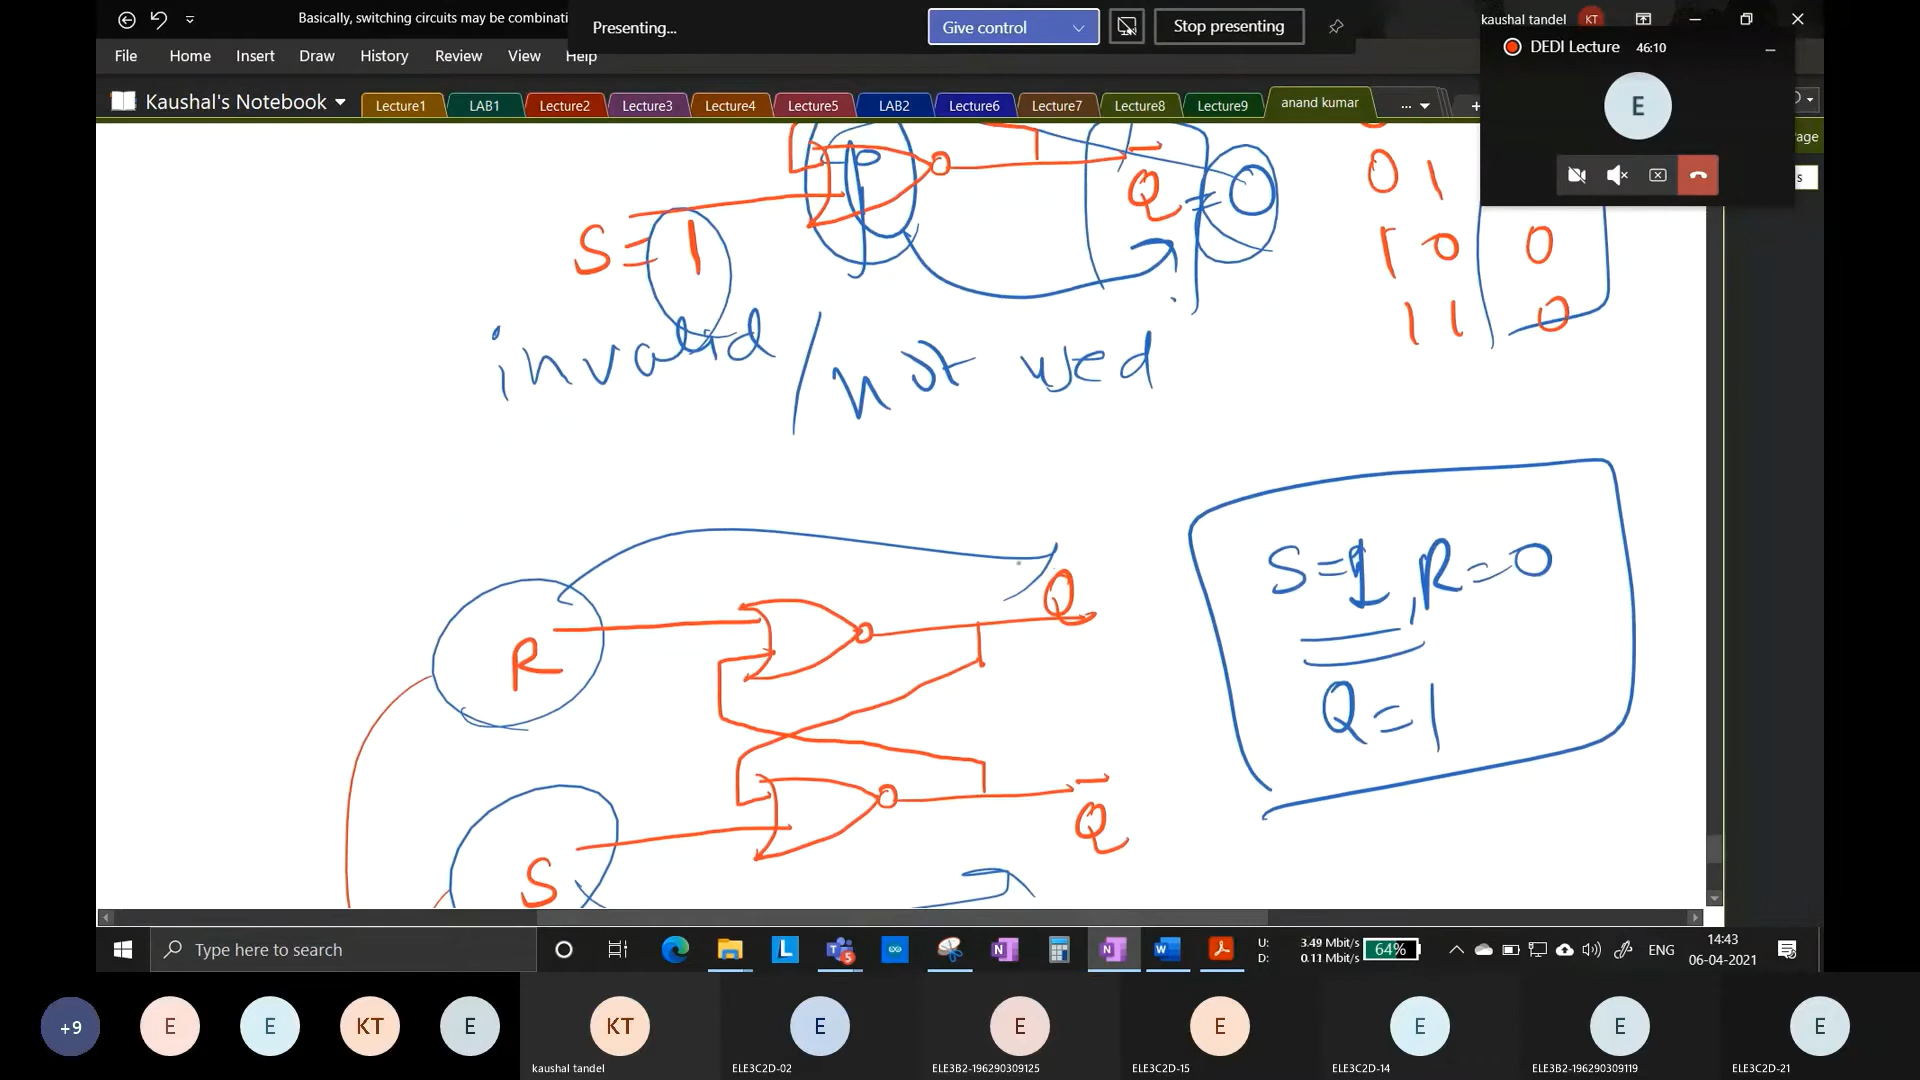 Basically, switching circuits may be combinati
Presenting...
Give control
Stop presenting
kaushal tandel KT
File Home Insert Draw History Review View Help
DEDI Lecture 46:10
E
Kaushal's Notebook Lecture1 LAB1 Lecture2 Lecture3 Lecture4 Lecture5 LAB2 Lecture6 Lecture7 Lecture8 Lecture9 anand kumar ... +
age
s
Q = 0
0 1
S = 1
1 0 0
1 1 0
invalid / not used
S=1, R=0
Q=1
R
Q
S
Q
Type here to search
U: 3.49 Mbit/s
D: 0.11 Mbit/s
64%
ENG
14:43
06-04-2021
+9 E E KT E KT E E E E E E
kaushal tandel ELE3C2D-02 ELE3B2-196290309125 ELE3C2D-15 ELE3C2D-14 ELE3B2-196290309119 ELE3C2D-21